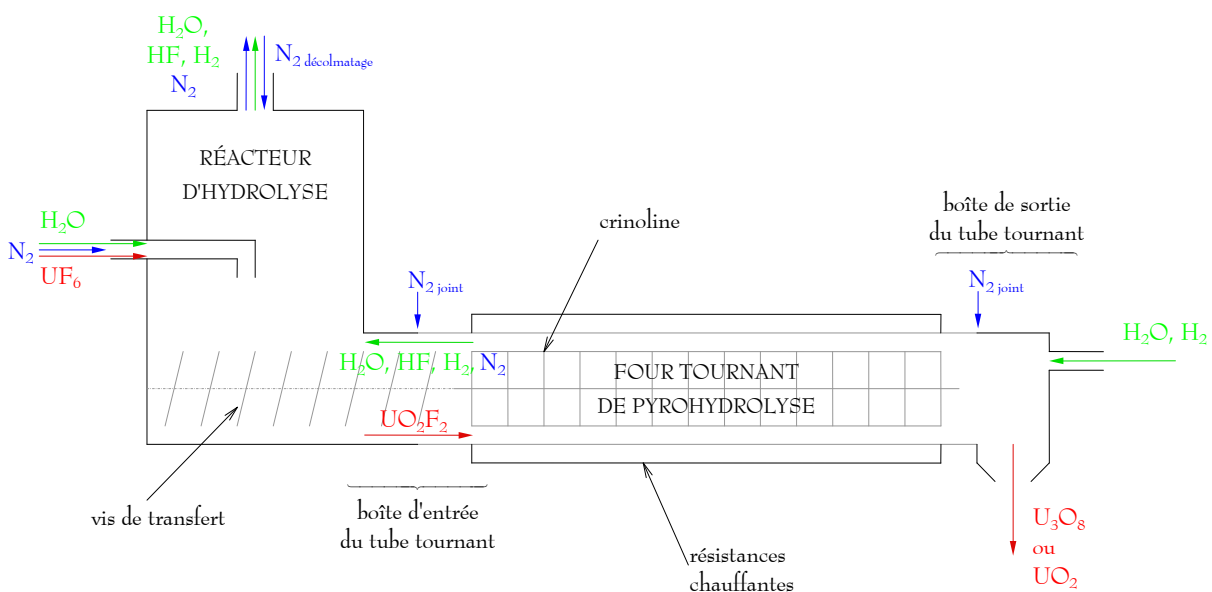 H₂O,
HF, H₂
N₂
N₂ décolmatage
RÉACTEUR
D'HYDROLYSE
H₂O
N₂
UF₆
crinoline
boîte de sortie
du tube tournant
N₂ joint
N₂ joint
H₂O, H₂
H₂O, HF, H₂, N₂
FOUR TOURNANT
DE PYROHYDROLYSE
UO₂F₂
vis de transfert
boîte d'entrée
du tube tournant
résistances
chauffantes
U₃O₈
ou
UO₂